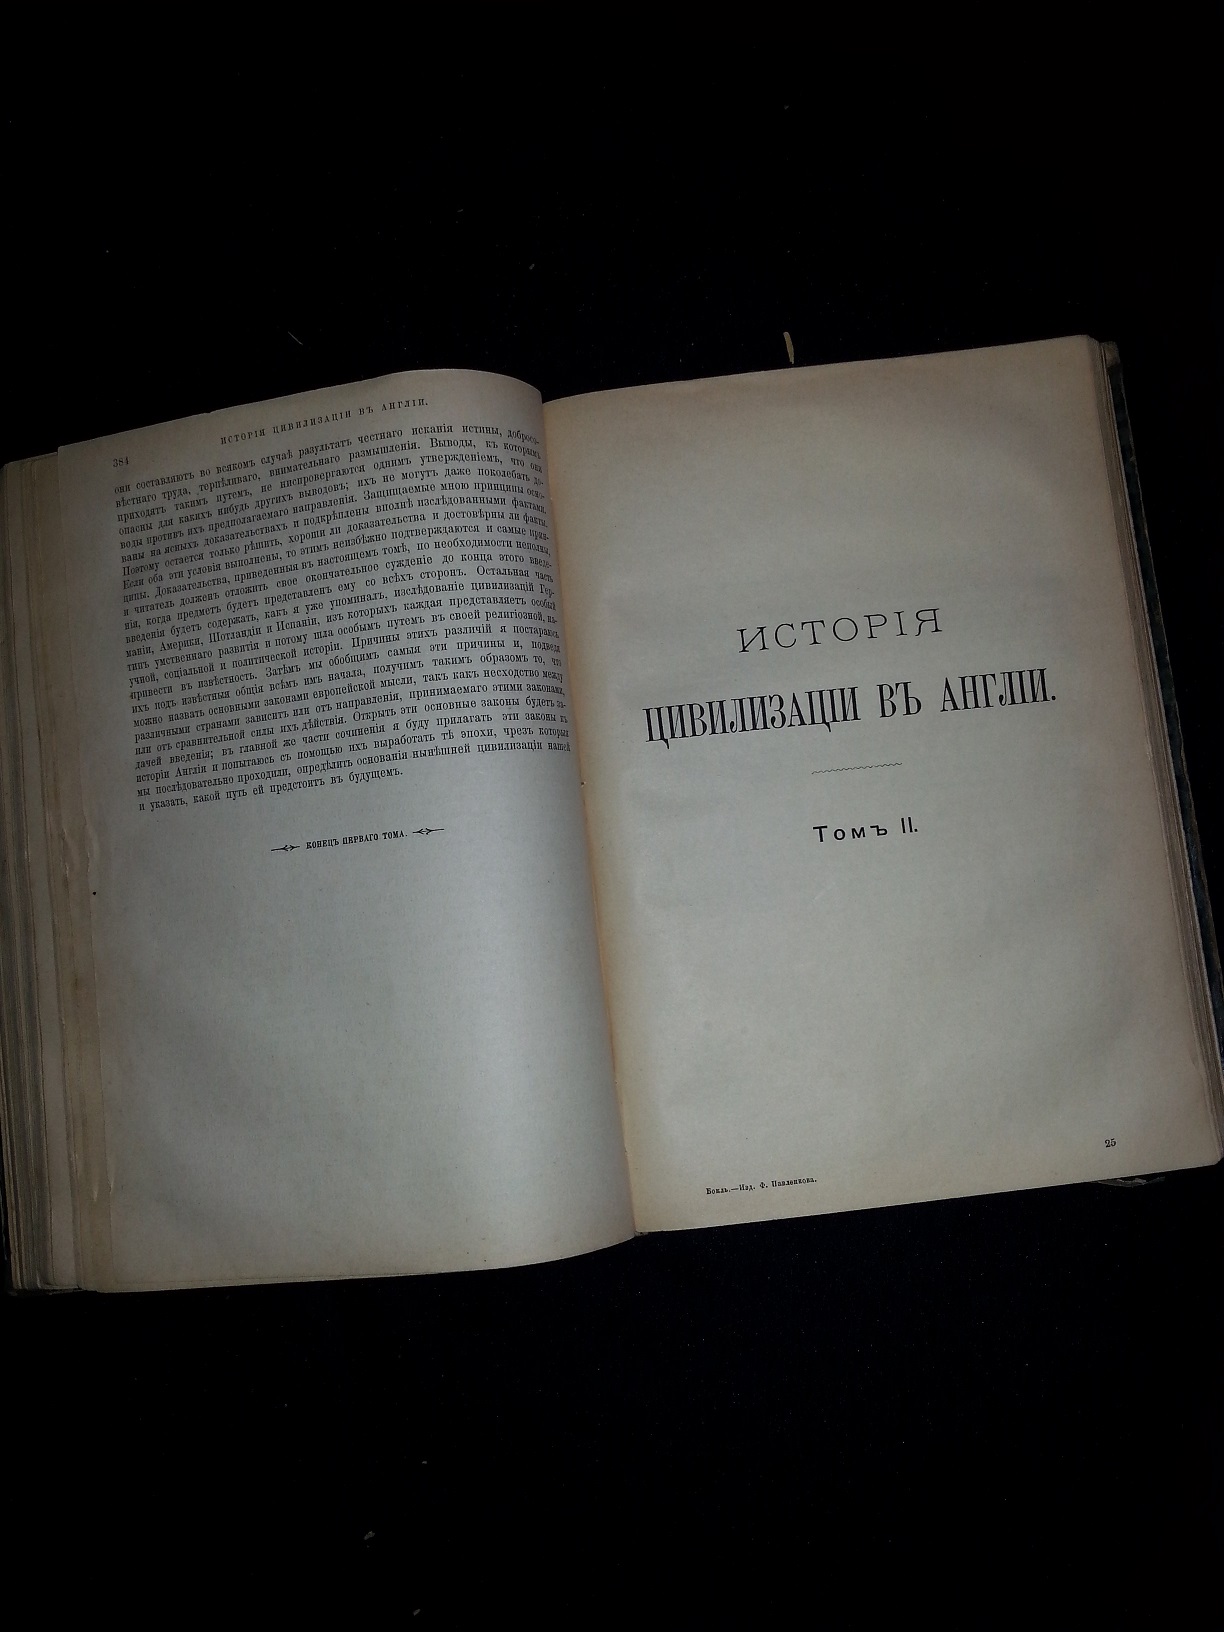 384
ИСТОРІЯ ЦИВИЛИЗАЦІИ ВЪ АНГЛІИ.
они составляютъ во всякомъ случаѣ результатъ честнаго исканія истины, добросо-
вѣстнаго труда, терпѣливаго, внимательнаго размышленія. Выводы, къ которымъ
приходятъ такимъ путемъ, не ниспровергаются однимъ утвержденіемъ, что они
опасны для какихъ нибудь другихъ выводовъ; ихъ не могутъ даже поколебать до-
воды противъ ихъ предполагаемаго направленія. Защищаемые мною принципы осно-
ваны на ясныхъ доказательствахъ и подкрѣплены вполнѣ изслѣдованными фактами.
Поэтому остается только рѣшить, хороши ли доказательства и достовѣрны ли факты.
Если оба эти условія выполнены, то этимъ неизбѣжно подтверждаются и самые прин-
ципы. Доказательства, приведенныя въ настоящемъ томѣ, по необходимости неполны,
и читатель долженъ отложить свое окончательное сужденіе до конца этого введе-
нія, когда предметъ будетъ представленъ ему со всѣхъ сторонъ. Остальная часть
введенія будетъ содержать, какъ я уже упоминалъ, изслѣдованіе цивилизацій Гер-
маніи, Америки, Шотландіи и Испаніи, изъ которыхъ каждая представляетъ особый
типъ умственнаго развитія и потому шла особымъ путемъ въ своей религіозной, на-
учной, соціальной и политической исторіи. Причины этихъ различій я постараюсь
привести въ извѣстность. Затѣмъ мы обобщимъ самыя эти причины и, подведя
ихъ подъ извѣстныя общія всѣмъ имъ начала, получимъ такимъ образомъ то, что
можно назвать основными законами европейской мысли, такъ какъ несходство между
различными странами зависитъ или отъ направленія, принимаемаго этими законами,
или отъ сравнительной силы ихъ дѣйствія. Открыть эти основные законы будетъ за-
дачей введенія; въ главной же части сочиненія я буду прилагать эти законы къ
исторіи Англіи и попытаюсь съ помощью ихъ выработать тѣ эпохи, чрезъ которыя
мы послѣдовательно проходили, опредѣлить основанія нынѣшней цивилизаціи нашей
и указать, какой путь ей предстоитъ въ будущемъ.
КОНЕЦЪ ПЕРВАГО ТОМА.
ИСТОРІЯ
ЦИВИЛИЗАЦІИ ВЪ АНГЛІИ.
Томъ II.
Бокль.—Изд. Ф. Павленкова.
25